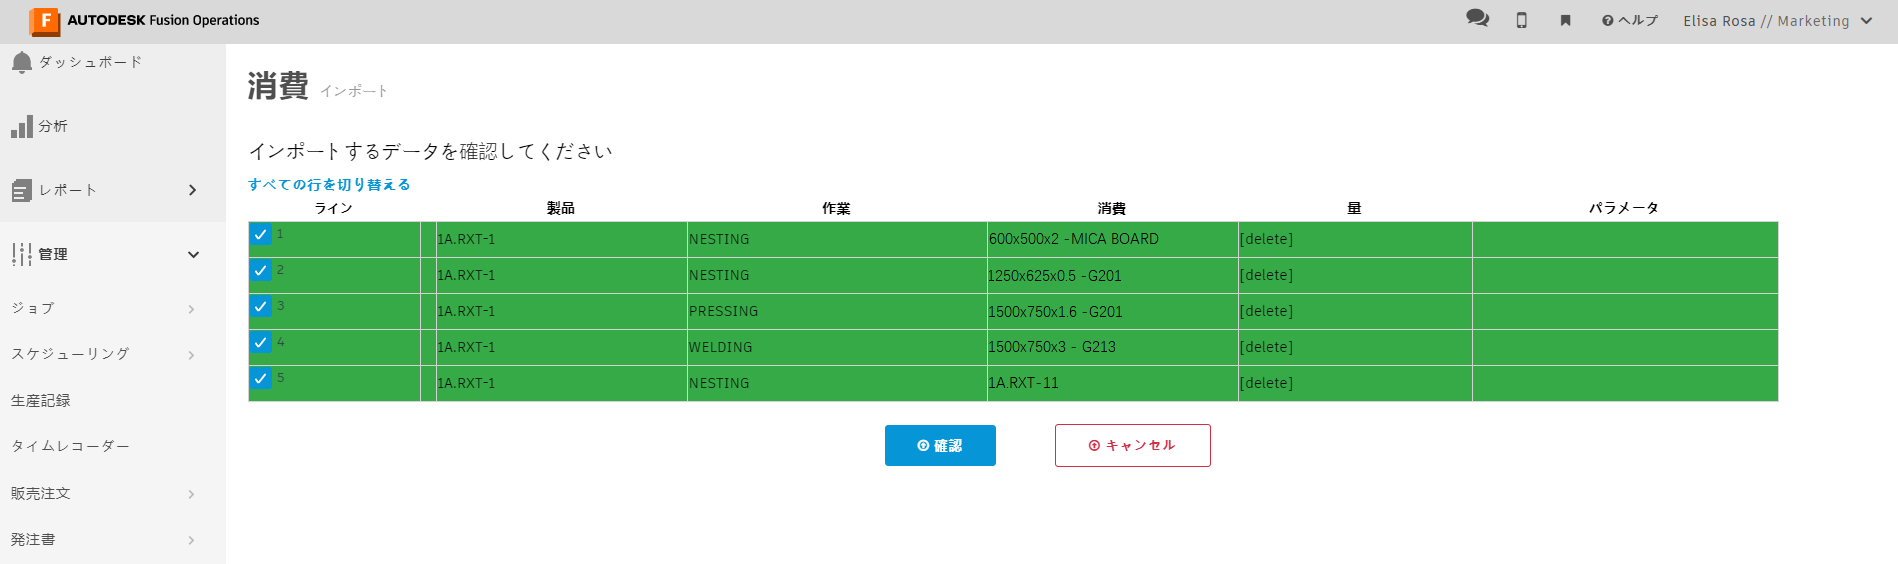 F AUTODESK Fusion Operations
ヘルプ
Elisa Rosa // Marketing
ダッシュボード
分析
レポート
管理
ジョブ
スケジューリング
生産記録
タイムレコーダー
販売注文
発注書
消費 インポート
インポートするデータを確認してください
すべての行を切り替える
ライン 製品 作業 消費 量 パラメータ
1 1A.RXT-1 NESTING 600x500x2 -MICA BOARD [delete]
2 1A.RXT-1 NESTING 1250x625x0.5 -G201 [delete]
3 1A.RXT-1 PRESSING 1500x750x1.6 -G201 [delete]
4 1A.RXT-1 WELDING 1500x750x3 - G213 [delete]
5 1A.RXT-1 NESTING 1A.RXT-11 [delete]
確認 キャンセル